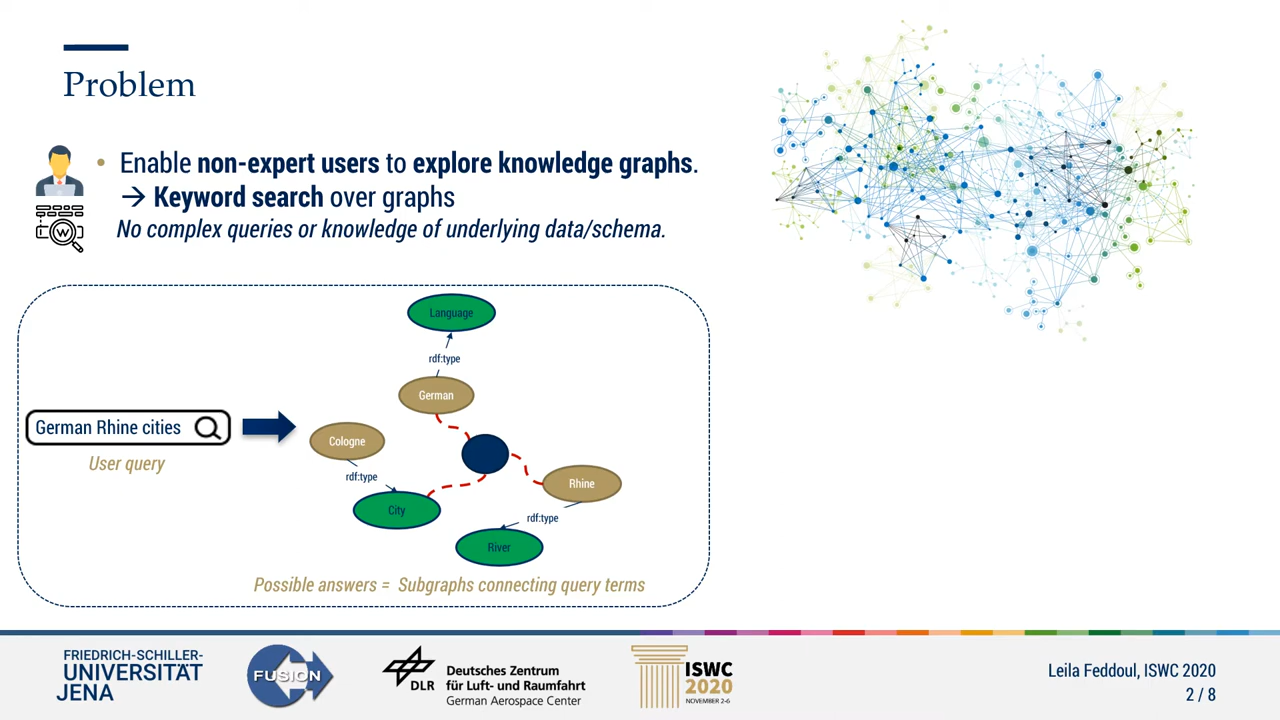 Problem
• Enable non-expert users to explore knowledge graphs.
→ Keyword search over graphs
No complex queries or knowledge of underlying data/schema.
W
Language
rdf:type
German
German Rhine cities
User query
Cologne
rdf:type
City
Rhine
rdf:type
River
Possible answers = Subgraphs connecting query terms
FRIEDRICH-SCHILLER-
UNIVERSITÄT
JENA
FUSION
DLR
Deutsches Zentrum
für Luft- und Raumfahrt
German Aerospace Center
ISWC
2020
NOVEMBER 2-6
Leila Feddoul, ISWC 2020
2 / 8